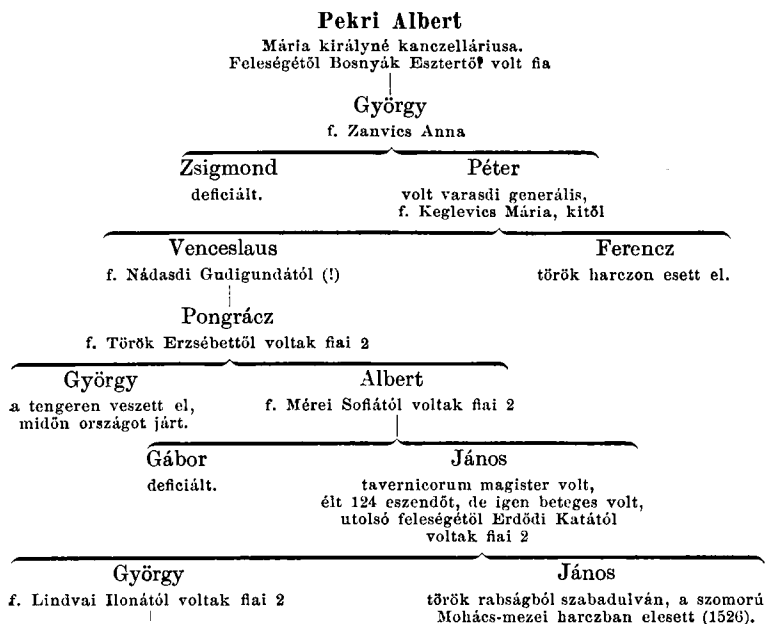 Pekri Albert
Mária királyné kanczelláriusa.
Feleségétől Bosnyák Esztertől volt fia
György
f. Zanvics Anna
Zsigmond
deficiált.
Péter
volt varasdi generális,
f. Keglevics Mária, kitől
Venceslaus
f. Nádasdi Gudigundától (!)
Ferencz
török harczon esett el.
Pongrácz
f. Török Erzsébettől voltak fiai 2
György
a tengeren veszett el,
midőn országot járt.
Albert
f. Mérei Sofiától voltak fiai 2
Gábor
deficiált.
János
tavernicorum magister volt,
élt 124 eszendőt, de igen beteges volt,
utolsó feleségétöl Erdődi Katától
voltak fiai 2
György
f. Lindvai Ilonától voltak fiai 2
János
török rabságból szabadulván, a szomorú
Mohács-mezei harczban elesett (1526).